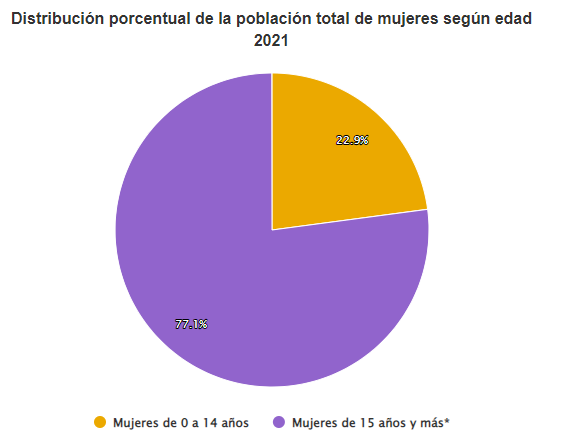 Distribución porcentual de la población total de mujeres según edad
2021
22.9%
77.1%
Mujeres de 0 a 14 años
Mujeres de 15 años y más*